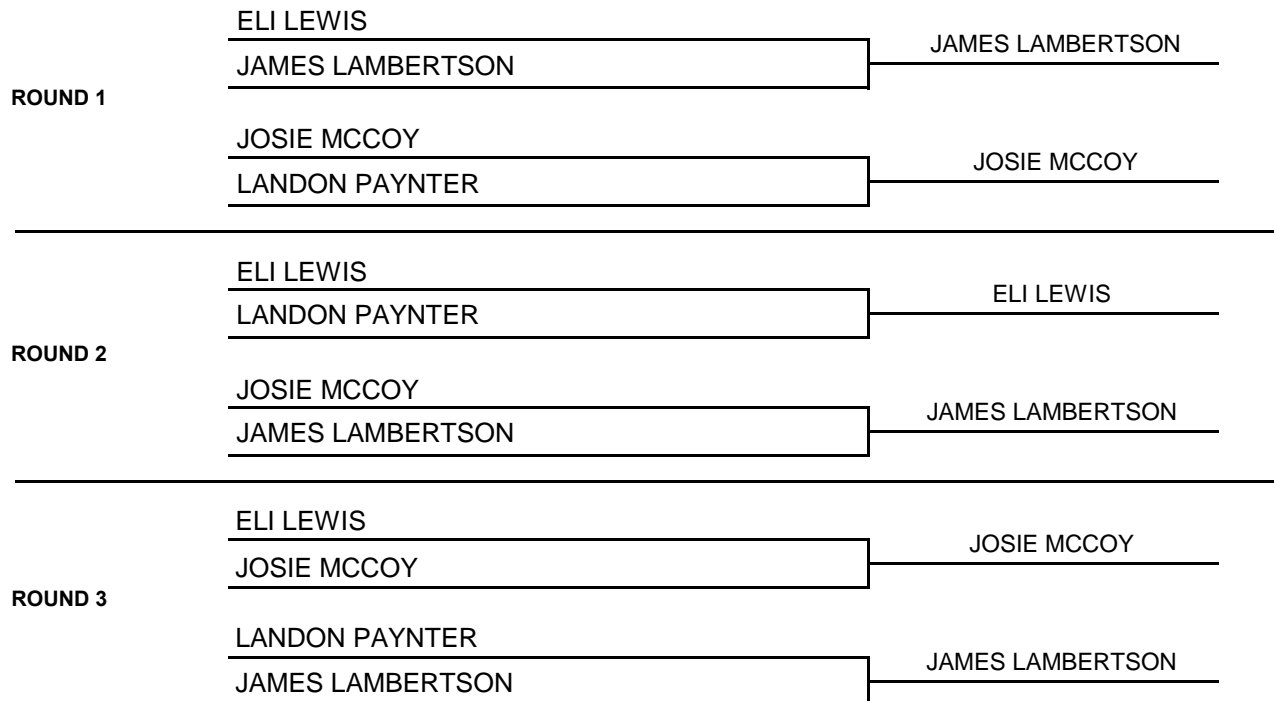 ELI LEWIS
JAMES LAMBERTSON
JAMES LAMBERTSON
ROUND 1
JOSIE MCCOY
LANDON PAYNTER
JOSIE MCCOY
ELI LEWIS
LANDON PAYNTER
ELI LEWIS
ROUND 2
JOSIE MCCOY
JAMES LAMBERTSON
JAMES LAMBERTSON
ELI LEWIS
JOSIE MCCOY
JOSIE MCCOY
ROUND 3
LANDON PAYNTER
JAMES LAMBERTSON
JAMES LAMBERTSON